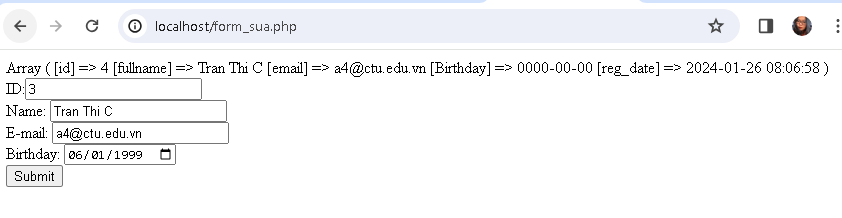 localhost/form_sua.php
Array ( [id] => 4 [fullname] => Tran Thi C [email] => a4@ctu.edu.vn [Birthday] => 0000-00-00 [reg_date] => 2024-01-26 08:06:58 )
ID: 3
Name: Tran Thi C
E-mail: a4@ctu.edu.vn
Birthday: 06/01/1999
Submit